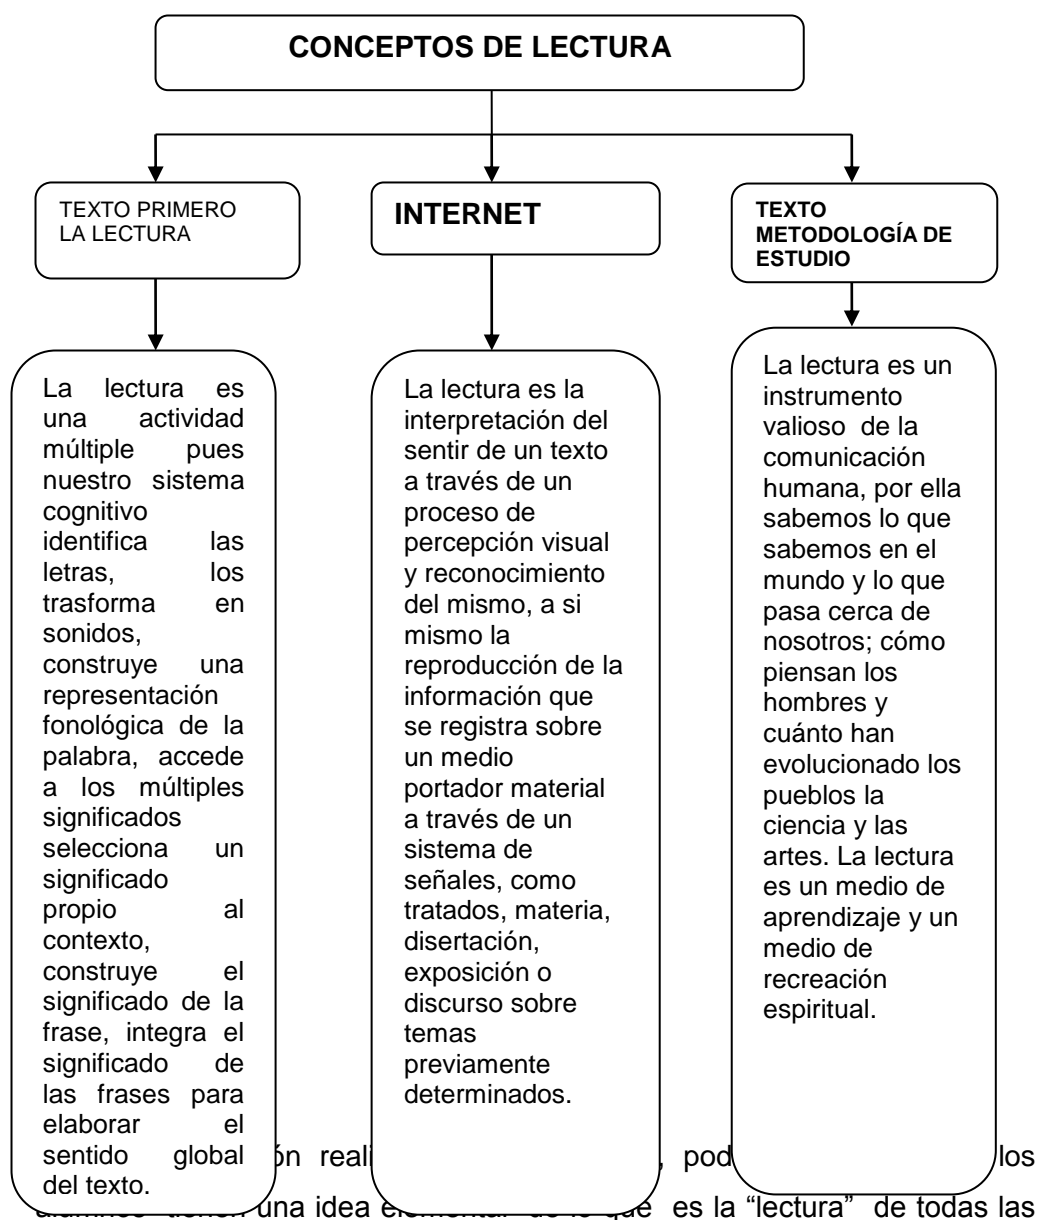 CONCEPTOS DE LECTURA
TEXTO PRIMERO
LA LECTURA
INTERNET
TEXTO
METODOLOGÍA DE
ESTUDIO
La lectura es
una actividad
múltiple pues
nuestro sistema
cognitivo
identifica las
letras, los
trasforma en
sonidos,
construye una
representación
fonológica de la
palabra, accede
a los múltiples
significados
selecciona un
significado
propio al
contexto,
construye el
significado de la
frase, integra el
significado de
las frases para
elaborar el
sentido global
del texto.
La lectura es la
interpretación del
sentir de un texto
a través de un
proceso de
percepción visual
y reconocimiento
del mismo, a si
mismo la
reproducción de la
información que
se registra sobre
un medio
portador material
a través de un
sistema de
señales, como
tratados, materia,
disertación,
exposición o
discurso sobre
temas
previamente
determinados.
La lectura es un
instrumento
valioso de la
comunicación
humana, por ella
sabemos lo que
sabemos en el
mundo y lo que
pasa cerca de
nosotros; cómo
piensan los
hombres y
cuánto han
evolucionado los
pueblos la
ciencia y las
artes. La lectura
es un medio de
aprendizaje y un
medio de
recreación
espiritual.
ón reali , pod los
alumnos tienen una idea elemental de lo que es la “lectura” de todas las